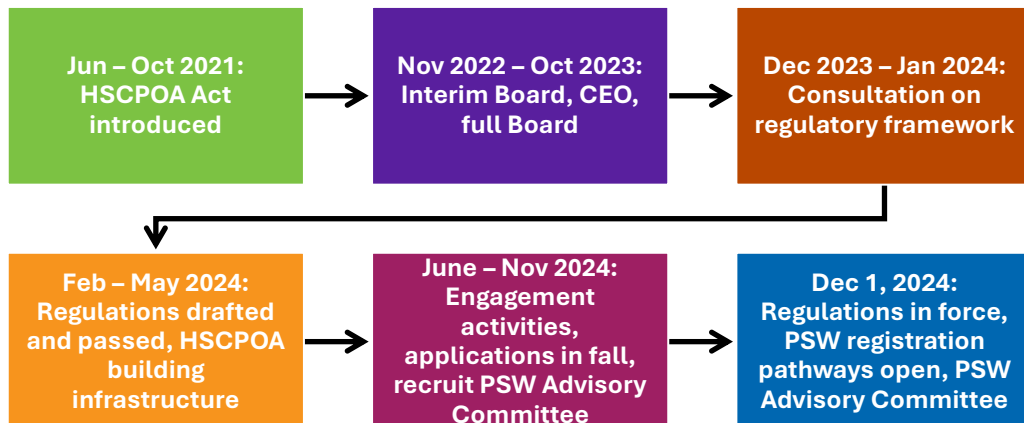 Jun – Oct 2021:
HSCPOA Act
introduced
Nov 2022 – Oct 2023:
Interim Board, CEO,
full Board
Dec 2023 – Jan 2024:
Consultation on
regulatory framework
Feb – May 2024:
Regulations drafted
and passed, HSCPOA
building
infrastructure
June – Nov 2024:
Engagement
activities,
applications in fall,
recruit PSW Advisory
Committee
Dec 1, 2024:
Regulations in force,
PSW registration
pathways open, PSW
Advisory Committee